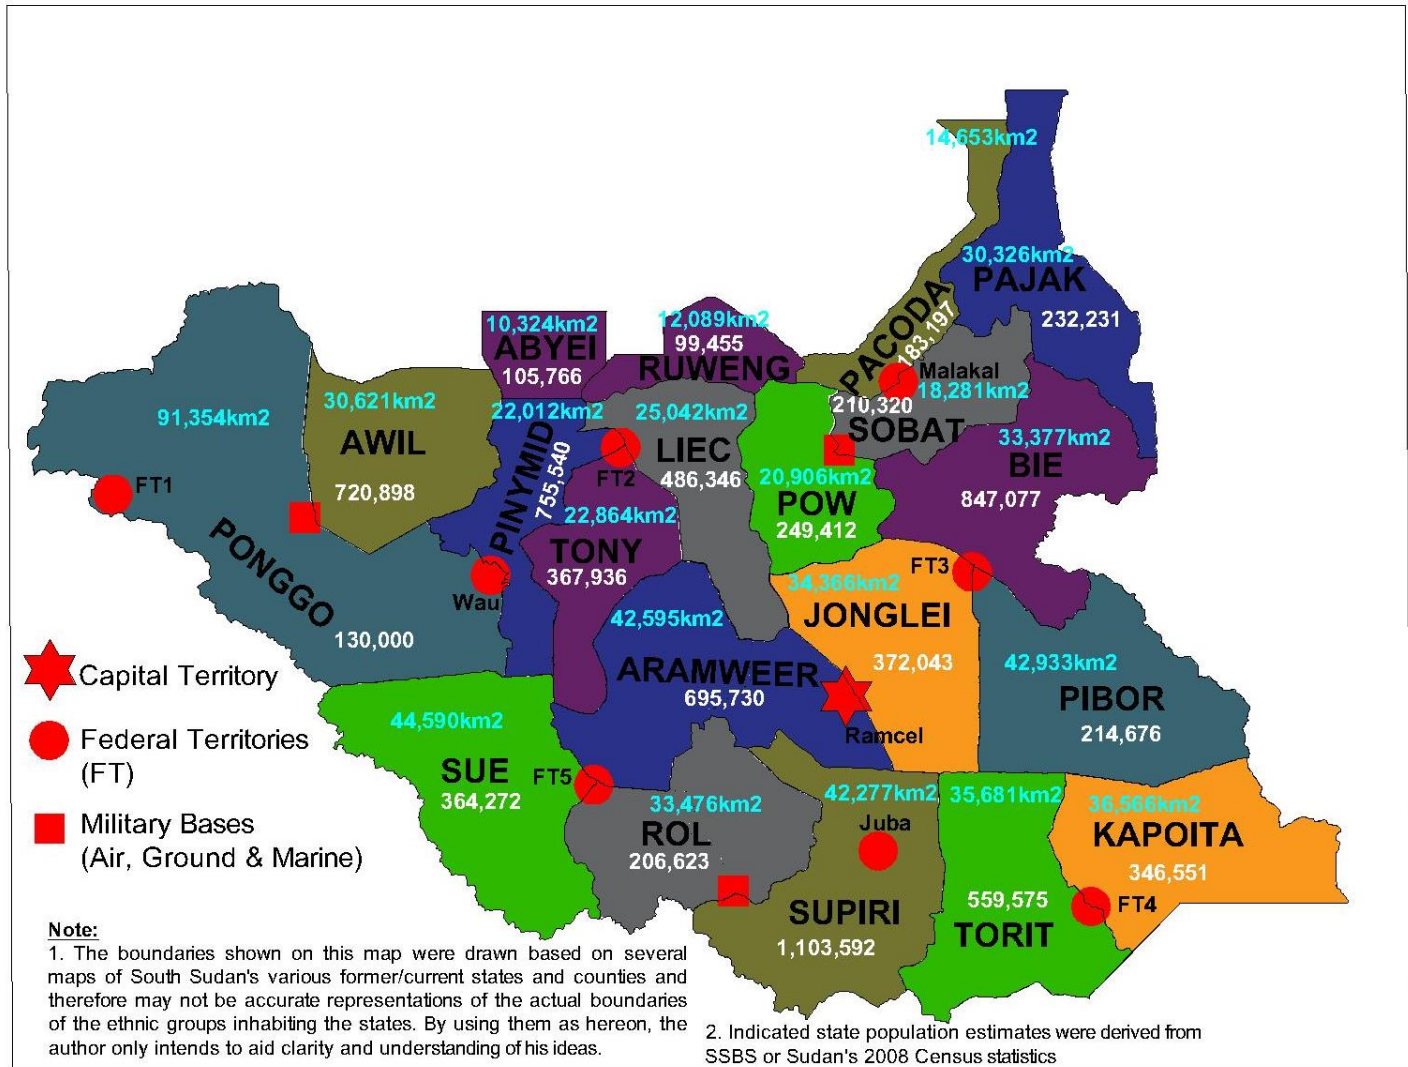 14,653km2
30,326km2
PAJAK
232,231
PACODA
183,197
10,324km2
ABYEI
105,766
12,089km2
99,455
RUWENG
Malakal
18,281km2
210,320
SOBAT
91,354km2
30,621km2
AWIL
720,898
22,012km2
PINYMID
755,540
25,042km2
LIEC
486,346
33,377km2
BIE
847,077
20,906km2
POW
249,412
FT1
FT2
22,864km2
TONY
367,936
PONGGO
130,000
Wau
FT3
34,366km2
JONGLEI
372,043
42,595km2
ARAMWEER
695,730
Ramcel
42,933km2
PIBOR
214,676
44,590km2
SUE
364,272
FT5
33,476km2
ROL
206,623
42,277km2
Juba
SUPIRI
1,103,592
35,681km2
559,575
TORIT
36,566km2
KAPOITA
346,551
FT4
Capital Territory
Federal Territories
(FT)
Military Bases
(Air, Ground & Marine)
Note:
1. The boundaries shown on this map were drawn based on several
maps of South Sudan's various former/current states and counties and
therefore may not be accurate representations of the actual boundaries
of the ethnic groups inhabiting the states. By using them as hereon, the
author only intends to aid clarity and understanding of his ideas.
2. Indicated state population estimates were derived from
SSBS or Sudan's 2008 Census statistics